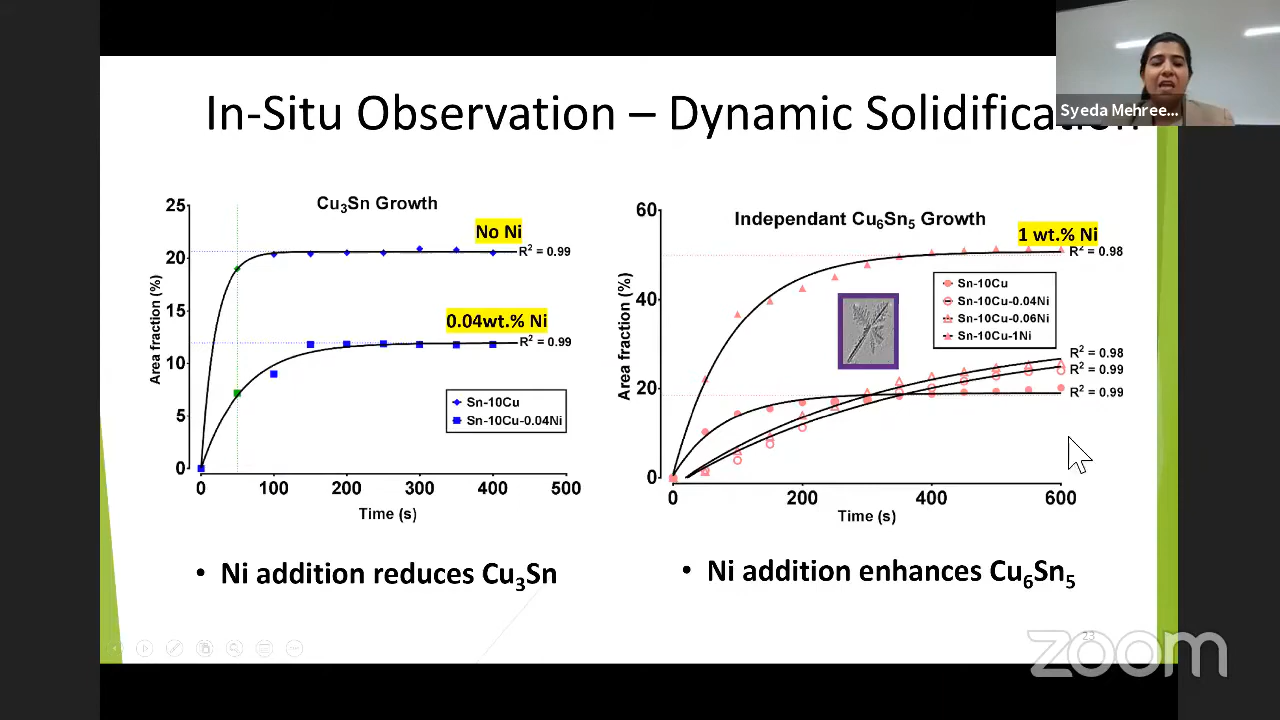 Syeda Mehree...
In-Situ Observation – Dynamic Solidification
Cu₃Sn Growth
No Ni
R² = 0.99
0.04wt.% Ni
R² = 0.99
Sn-10Cu
Sn-10Cu-0.04Ni
Area fraction (%)
25
20
15
10
5
0
0 100 200 300 400 500
Time (s)
Independant Cu₆Sn₅ Growth
1 wt.% Ni
R² = 0.98
Sn-10Cu
Sn-10Cu-0.04Ni
Sn-10Cu-0.06Ni
Sn-10Cu-1Ni
R² = 0.98
R² = 0.99
R² = 0.99
Area fraction (%)
60
40
20
0
0 200 400 600
Time (s)
• Ni addition reduces Cu₃Sn
• Ni addition enhances Cu₆Sn₅
23
zoom